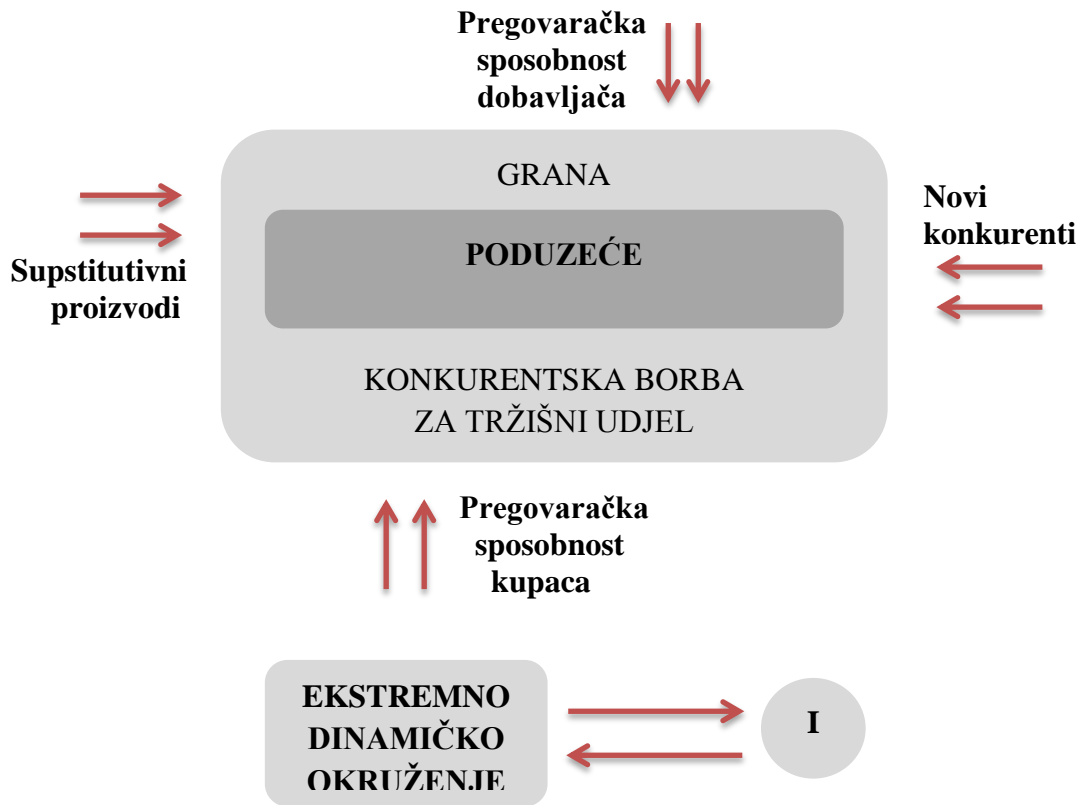 Pregovaračka
sposobnost
dobavljača
GRANA
Novi
konkurenti
PODUZEĆE
Supstitutivni
proizvodi
KONKURENTSKA BORBA
ZA TRŽIŠNI UDJEL
Pregovaračka
sposobnost
kupaca
EKSTREMNO
DINAMIČKO
OKRUŽENJE
I